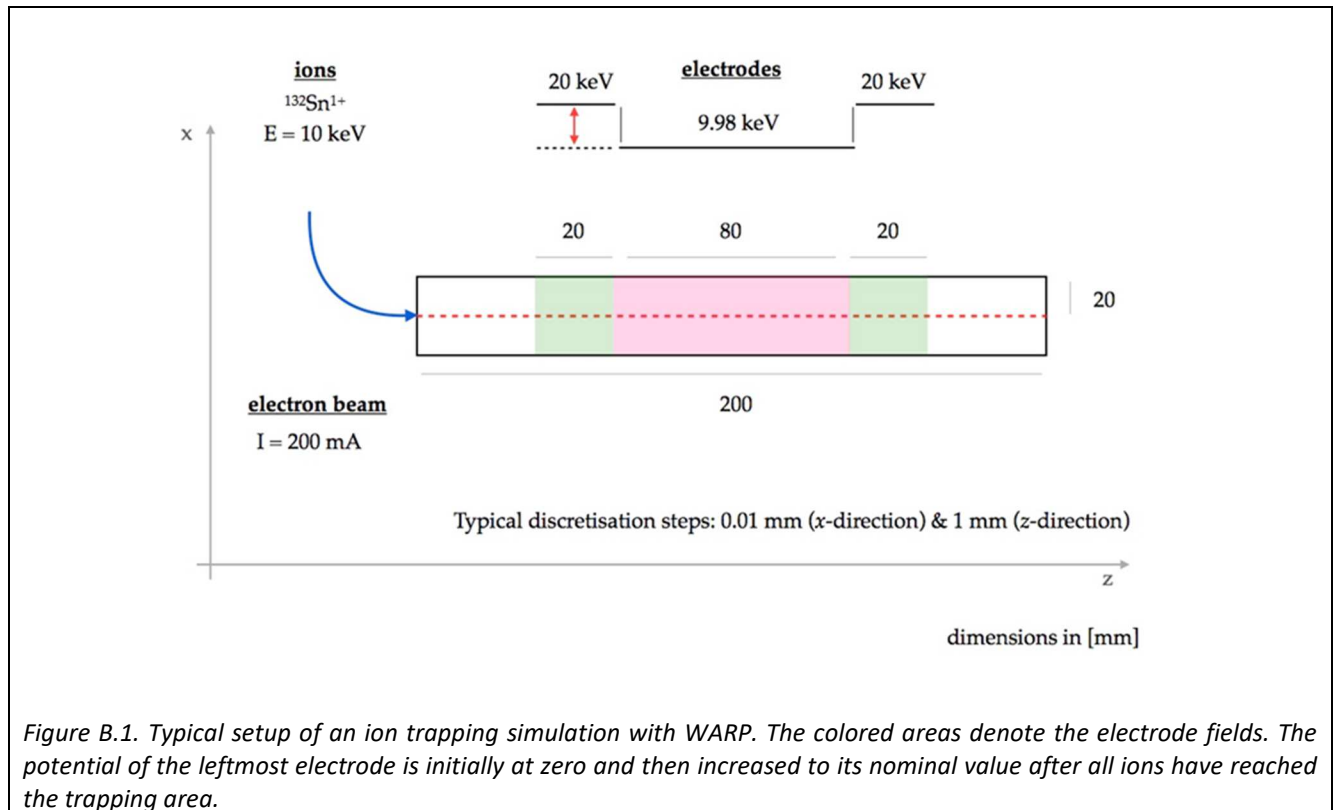 ions
¹³²Sn¹⁺
E = 10 keV
20 keV
electrodes
9.98 keV
20 keV
x
20
80
20
20
200
electron beam
I = 200 mA
Typical discretisation steps: 0.01 mm (x-direction) & 1 mm (z-direction)
z
dimensions in [mm]
Figure B.1. Typical setup of an ion trapping simulation with WARP. The colored areas denote the electrode fields. The
potential of the leftmost electrode is initially at zero and then increased to its nominal value after all ions have reached
the trapping area.